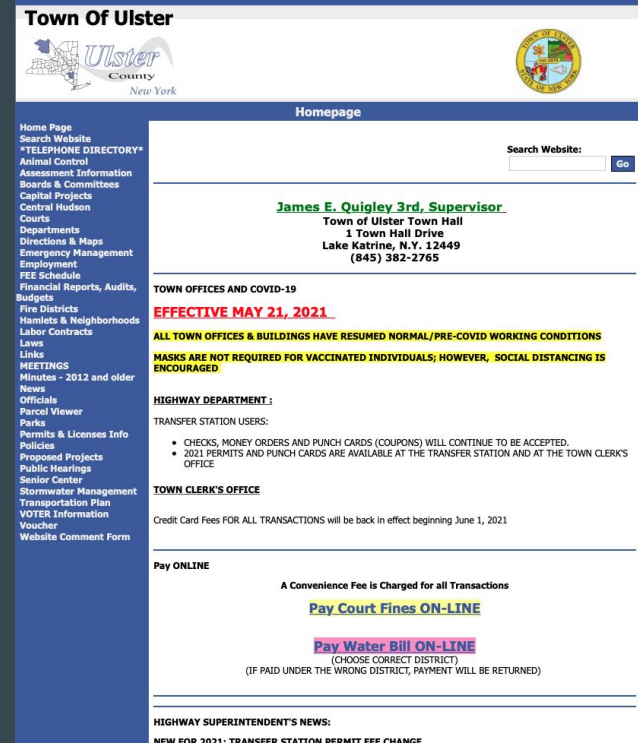 Town Of Ulster
Ulster
County
New York
TOWN OF ULSTER
STATE OF NEW YORK
Homepage
Home Page
Search Website
*TELEPHONE DIRECTORY*
Animal Control
Assessment Information
Boards & Committees
Capital Projects
Central Hudson
Courts
Departments
Directions & Maps
Emergency Management
Employment
FEE Schedule
Financial Reports, Audits,
Budgets
Fire Districts
Hamlets & Neighborhoods
Labor Contracts
Laws
Links
MEETINGS
Minutes - 2012 and older
News
Officials
Parcel Viewer
Parks
Permits & Licenses Info
Policies
Proposed Projects
Public Hearings
Senior Center
Stormwater Management
Transportation Plan
VOTER Information
Voucher
Website Comment Form
Search Website:
Go
James E. Quigley 3rd, Supervisor
Town of Ulster Town Hall
1 Town Hall Drive
Lake Katrine, N.Y. 12449
(845) 382-2765
TOWN OFFICES AND COVID-19
EFFECTIVE MAY 21, 2021
ALL TOWN OFFICES & BUILDINGS HAVE RESUMED NORMAL/PRE-COVID WORKING CONDITIONS
MASKS ARE NOT REQUIRED FOR VACCINATED INDIVIDUALS; HOWEVER, SOCIAL DISTANCING IS
ENCOURAGED
HIGHWAY DEPARTMENT :
TRANSFER STATION USERS:
• CHECKS, MONEY ORDERS AND PUNCH CARDS (COUPONS) WILL CONTINUE TO BE ACCEPTED.
• 2021 PERMITS AND PUNCH CARDS ARE AVAILABLE AT THE TRANSFER STATION AND AT THE TOWN CLERK'S
OFFICE
TOWN CLERK'S OFFICE
Credit Card Fees FOR ALL TRANSACTIONS will be back in effect beginning June 1, 2021
Pay ONLINE
A Convenience Fee is Charged for all Transactions
Pay Court Fines ON-LINE
Pay Water Bill ON-LINE
(CHOOSE CORRECT DISTRICT)
(IF PAID UNDER THE WRONG DISTRICT, PAYMENT WILL BE RETURNED)
HIGHWAY SUPERINTENDENT'S NEWS:
NEW FOR 2021: TRANSFER STATION PERMIT FEE CHANGE